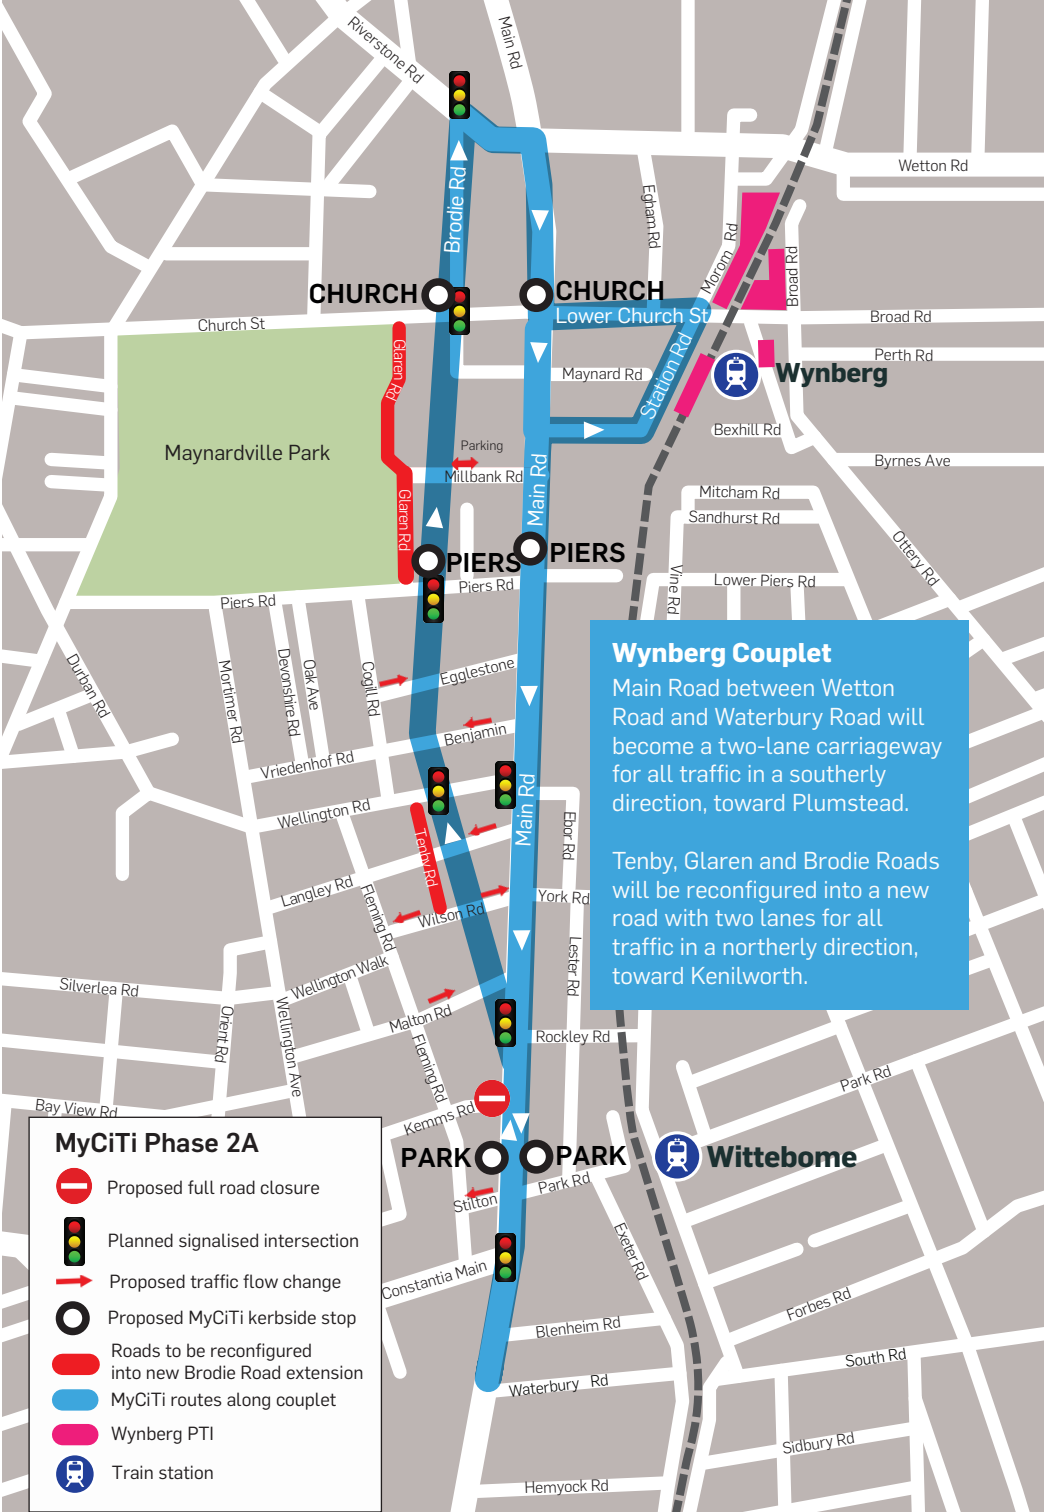 Riverstone Rd
Main Rd
Wetton Rd
Brodie Rd
Egham Rd
Morom Rd
Broad Rd
CHURCH
CHURCH
Lower Church St
Church St
Broad Rd
Glaren Rd
Maynard Rd
Station Rd
Perth Rd
Wynberg
Maynardville Park
Parking
Millbank Rd
Main Rd
Bexhill Rd
Byrnes Ave
Glaren Rd
Mitcham Rd
Sandhurst Rd
Ottery Rd
PIERS
PIERS
Piers Rd
Piers Rd
Vine Rd
Lower Piers Rd
Durban Rd
Mortimer Rd
Devonshire Rd
Oak Ave
Cogill Rd
Egglestone
Benjamin
Vriedenhof Rd
Wellington Rd
Main Rd
Ebor Rd
Tenby Rd
Langley Rd
Fleming Rd
Wilson Rd
York Rd
Lester Rd
Wynberg Couplet
Main Road between Wetton
Road and Waterbury Road will
become a two-lane carriageway
for all traffic in a southerly
direction, toward Plumstead.
Tenby, Glaren and Brodie Roads
will be reconfigured into a new
road with two lanes for all
traffic in a northerly direction,
toward Kenilworth.
Silverlea Rd
Wellington Walk
Orient Rd
Wellington Ave
Malton Rd
Fleming Rd
Rockley Rd
Park Rd
Bay View Rd
Kemms Rd
PARK
PARK
Wittebome
Stilton
Park Rd
Exeter Rd
Constantia Main
Blenheim Rd
Forbes Rd
South Rd
Waterbury Rd
Sidbury Rd
Hemyock Rd
MyCiTi Phase 2A
Proposed full road closure
Planned signalised intersection
Proposed traffic flow change
Proposed MyCiTi kerbside stop
Roads to be reconfigured
into new Brodie Road extension
MyCiTi routes along couplet
Wynberg PTI
Train station